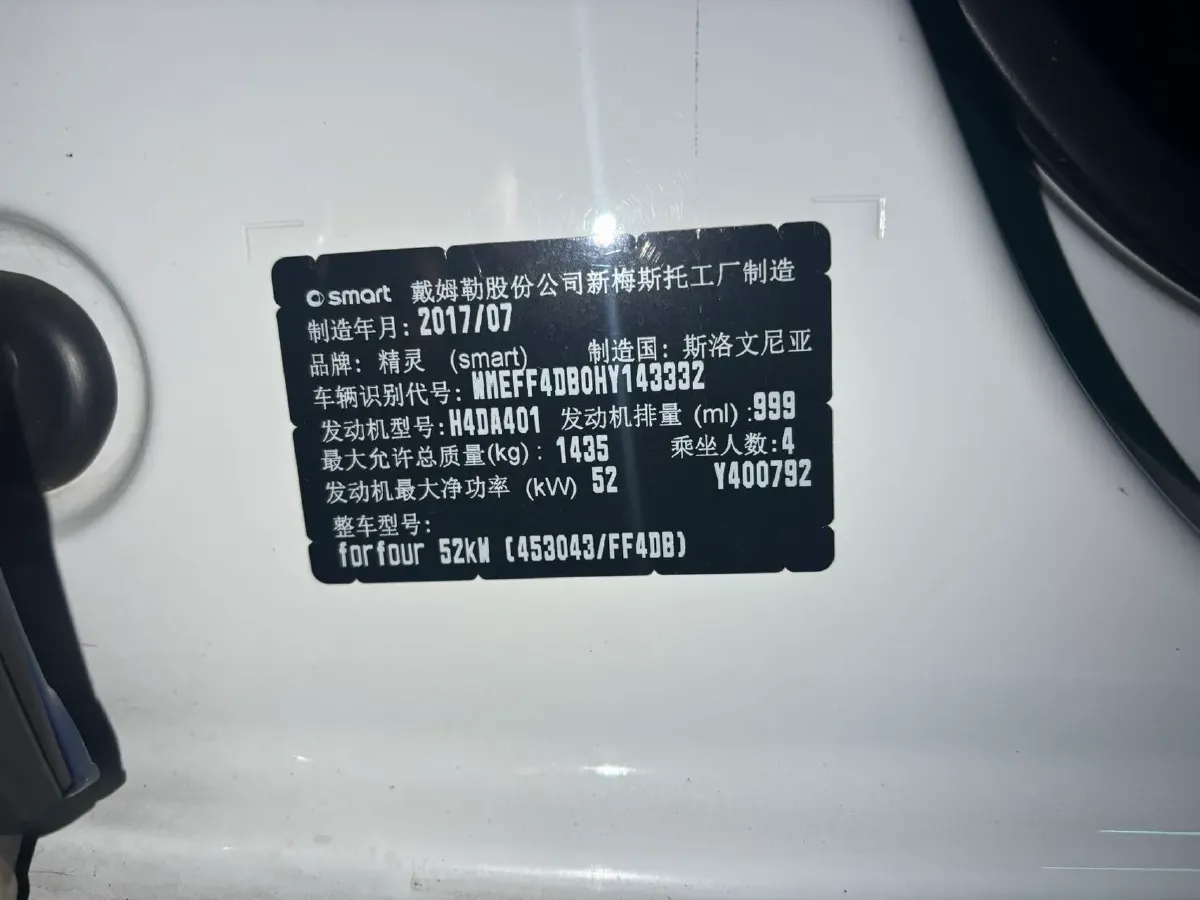 smart 戴姆勒股份公司新梅斯托工厂制造
制造年月: 2017/07
品牌: 精灵 (smart) 制造国: 斯洛文尼亚
车辆识别代号: WMEFF4DB0HY143332
发动机型号: H4DA401 发动机排量 (ml) :999
最大允许总质量(kg): 1435 乘坐人数:4
发动机最大净功率 (kW) 52 Y400792
整车型号:
forfour 52kW (453043/FF4DB)